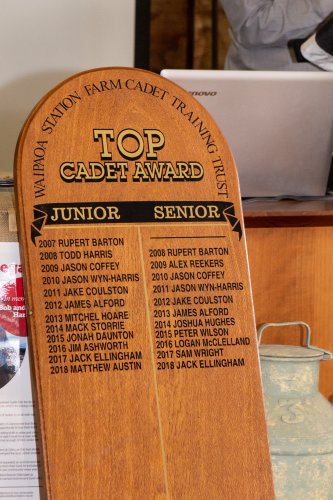 lenovo
WAIPAOA STATION FARM CADET TRAINING TRUST
TOP
CADET AWARD
JUNIOR
2007 RUPERT BARTON
2008 TODD HARRIS
2009 JASON COFFEY
2010 JASON WYN-HARRIS
2011 JAKE COULSTON
2012 JAMES ALFORD
2013 MITCHEL HOARE
2014 MACK STORRIE
2015 JONAH DAUNTON
2016 JIM ASHWORTH
2017 JACK ELLINGHAM
2018 MATTHEW AUSTIN
SENIOR
2008 RUPERT BARTON
2009 ALEX REEKERS
2010 JASON COFFEY
2011 JASON WYN-HARRIS
2012 JAKE COULSTON
2013 JAMES ALFORD
2014 JOSHUA HUGHES
2015 PETER WILSON
2016 LOGAN McCLELLAND
2017 SAM WRIGHT
2018 JACK ELLINGHAM